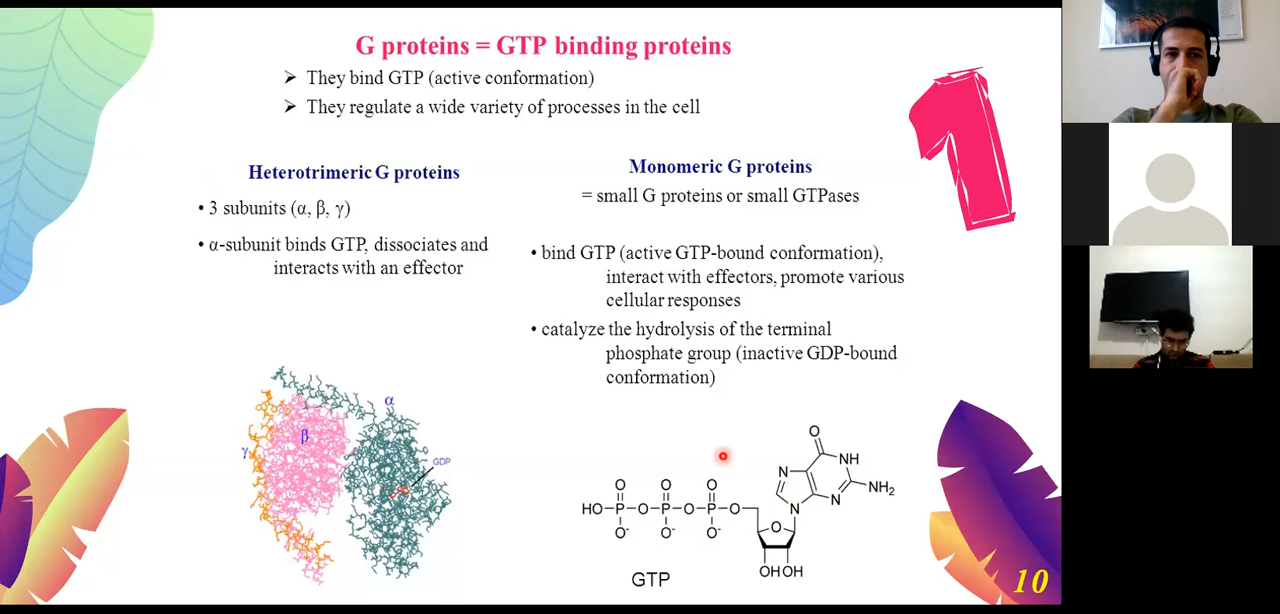 G proteins = GTP binding proteins
➢ They bind GTP (active conformation)
➢ They regulate a wide variety of processes in the cell
1
Heterotrimeric G proteins
• 3 subunits (α, β, γ)
• α-subunit binds GTP, dissociates and
interacts with an effector
Monomeric G proteins
= small G proteins or small GTPases
• bind GTP (active GTP-bound conformation),
interact with effectors, promote various
cellular responses
• catalyze the hydrolysis of the terminal
phosphate group (inactive GDP-bound
conformation)
α
β
γ
GDP
O
N
NH
N
N
NH2
O O O
HO-P-O-P-O-P-O
O- O- O-
O
OH OH
GTP
10